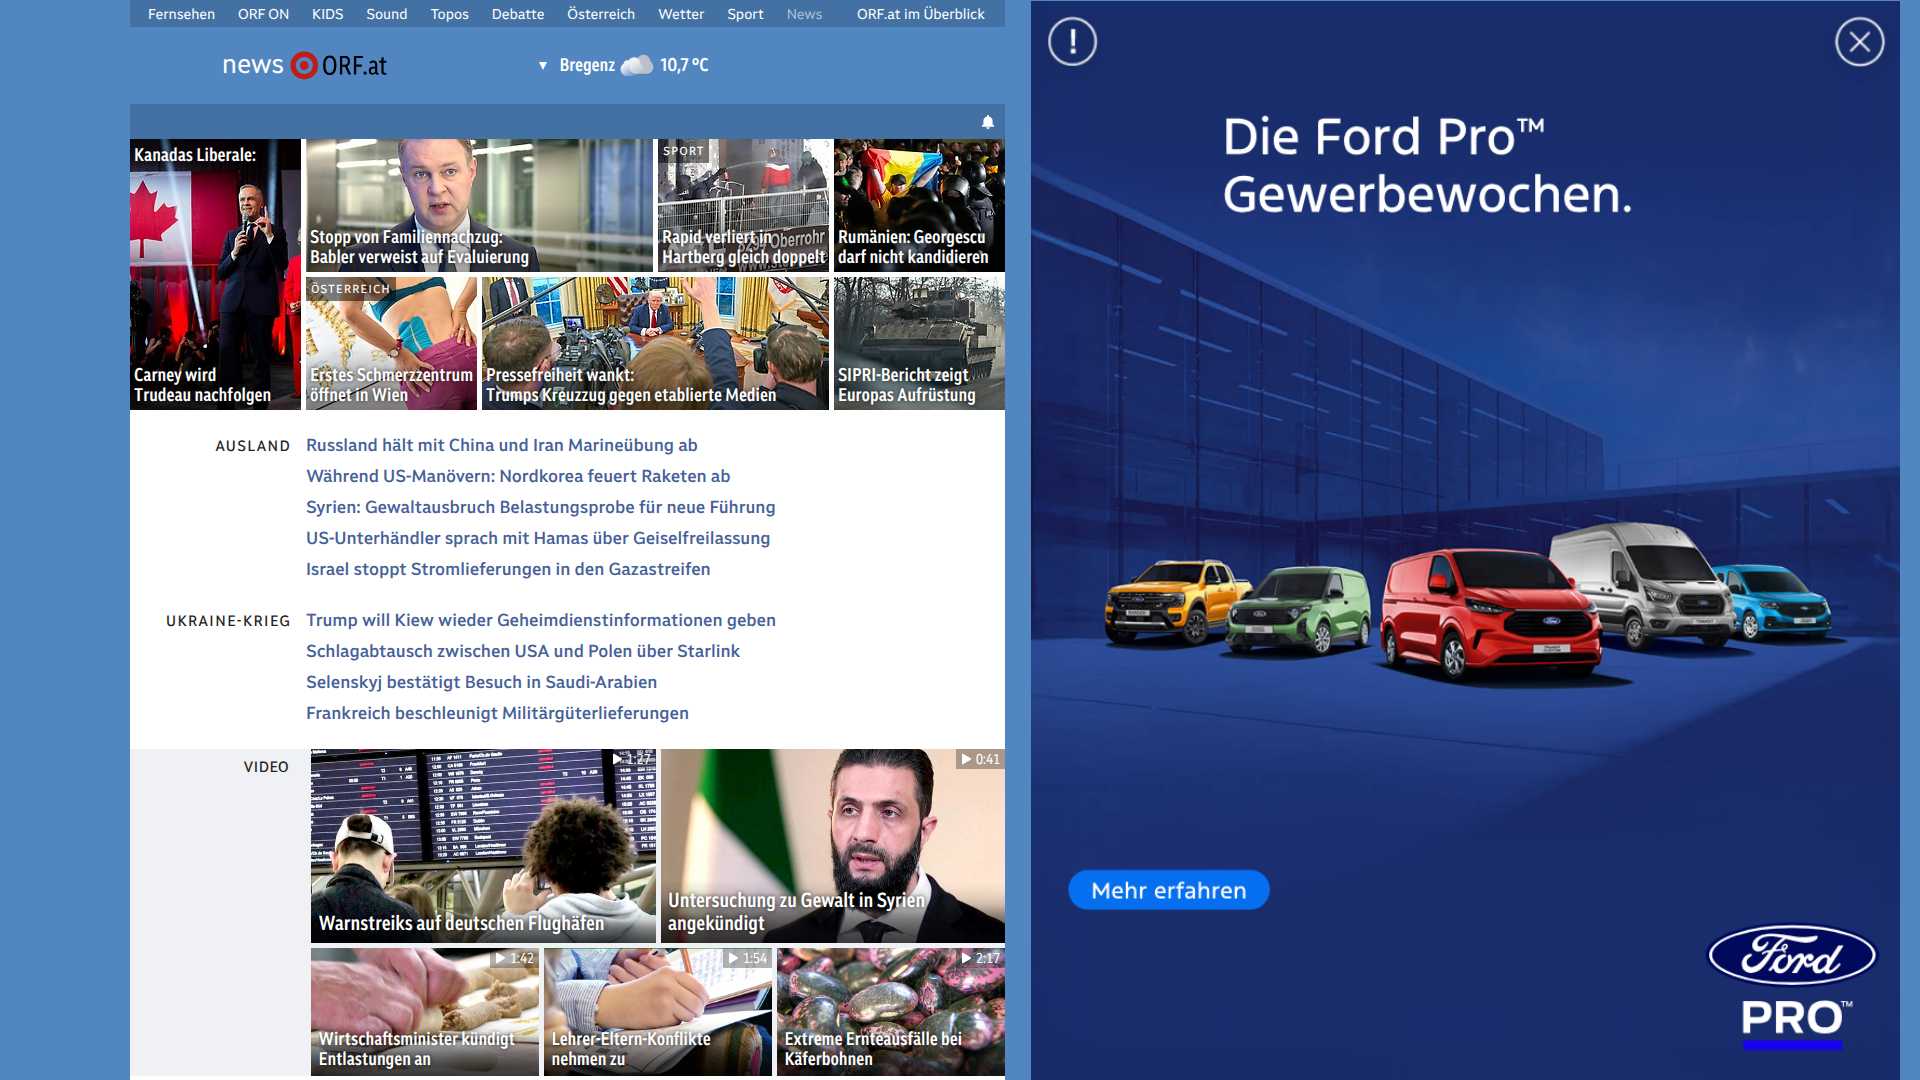 Fernsehen ORF ON KIDS Sound Topos Debatte Österreich Wetter Sport News ORF.at im Überblick
news ORF.at
Bregenz 10,7 °C
Kanadas Liberale:
Carney wird
Trudeau nachfolgen
Stopp von Familiennachzug:
Babler verweist auf Evaluierung
SPORT
Rapid verliert in
Hartberg gleich doppelt
Oberrohr
Rumänien: Georgescu
darf nicht kandidieren
ÖSTERREICH
Erstes Schmerzzentrum
öffnet in Wien
Pressefreiheit wankt:
Trumps Kreuzzug gegen etablierte Medien
SIPRI-Bericht zeigt
Europas Aufrüstung
AUSLAND
Russland hält mit China und Iran Marineübung ab
Während US-Manövern: Nordkorea feuert Raketen ab
Syrien: Gewaltausbruch Belastungsprobe für neue Führung
US-Unterhändler sprach mit Hamas über Geiselfreilassung
Israel stoppt Stromlieferungen in den Gazastreifen
UKRAINE-KRIEG
Trump will Kiew wieder Geheimdienstinformationen geben
Schlagabtausch zwischen USA und Polen über Starlink
Selenskyj bestätigt Besuch in Saudi-Arabien
Frankreich beschleunigt Militärgüterlieferungen
VIDEO
1:27
Warnstreiks auf deutschen Flughäfen
0:41
Untersuchung zu Gewalt in Syrien
angekündigt
1:42
Wirtschaftsminister kündigt
Entlastungen an
1:54
Lehrer-Eltern-Konflikte
nehmen zu
2:17
Extreme Ernteausfälle bei
Käferbohnen
Die Ford Pro™
Gewerbewochen.
Mehr erfahren
Ford
PRO™